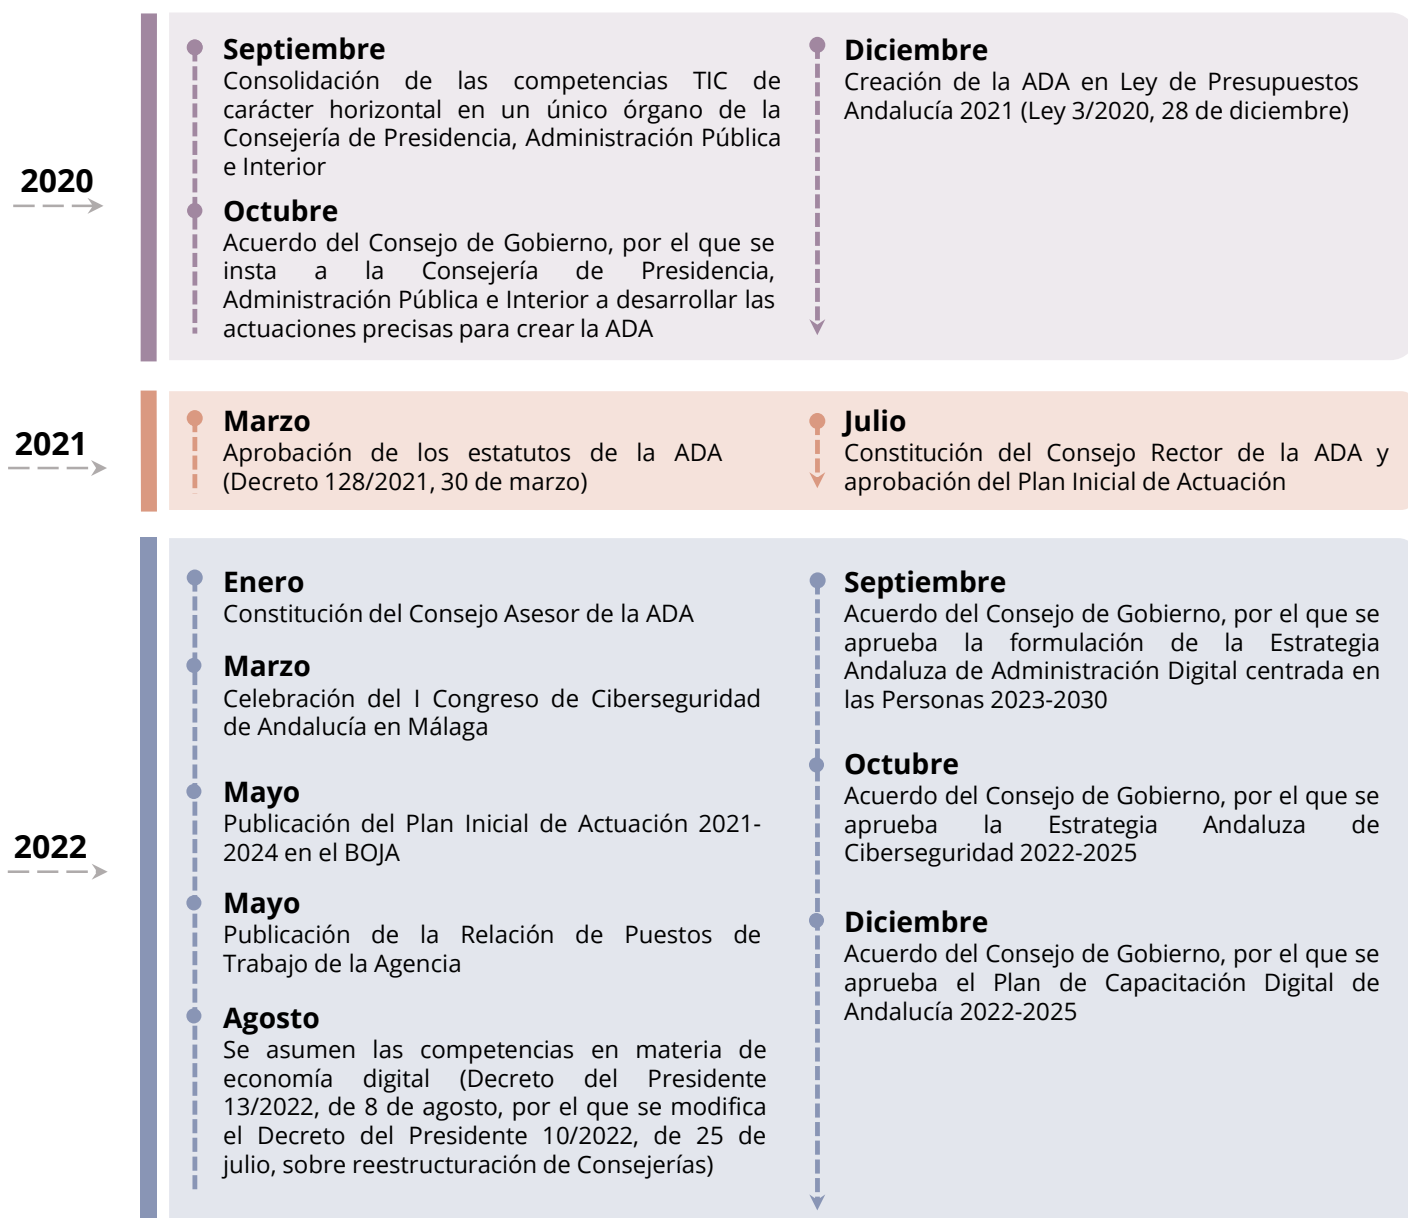 2020
Septiembre
Consolidación de las competencias TIC de
carácter horizontal en un único órgano de la
Consejería de Presidencia, Administración Pública
e Interior
Octubre
Acuerdo del Consejo de Gobierno, por el que se
insta a la Consejería de Presidencia,
Administración Pública e Interior a desarrollar las
actuaciones precisas para crear la ADA
Diciembre
Creación de la ADA en Ley de Presupuestos
Andalucía 2021 (Ley 3/2020, 28 de diciembre)
2021
Marzo
Aprobación de los estatutos de la ADA
(Decreto 128/2021, 30 de marzo)
Julio
Constitución del Consejo Rector de la ADA y
aprobación del Plan Inicial de Actuación
2022
Enero
Constitución del Consejo Asesor de la ADA
Marzo
Celebración del I Congreso de Ciberseguridad
de Andalucía en Málaga
Mayo
Publicación del Plan Inicial de Actuación 2021-
2024 en el BOJA
Mayo
Publicación de la Relación de Puestos de
Trabajo de la Agencia
Agosto
Se asumen las competencias en materia de
economía digital (Decreto del Presidente
13/2022, de 8 de agosto, por el que se modifica
el Decreto del Presidente 10/2022, de 25 de
julio, sobre reestructuración de Consejerías)
Septiembre
Acuerdo del Consejo de Gobierno, por el que se
aprueba la formulación de la Estrategia
Andaluza de Administración Digital centrada en
las Personas 2023-2030
Octubre
Acuerdo del Consejo de Gobierno, por el que se
aprueba la Estrategia Andaluza de
Ciberseguridad 2022-2025
Diciembre
Acuerdo del Consejo de Gobierno, por el que se
aprueba el Plan de Capacitación Digital de
Andalucía 2022-2025